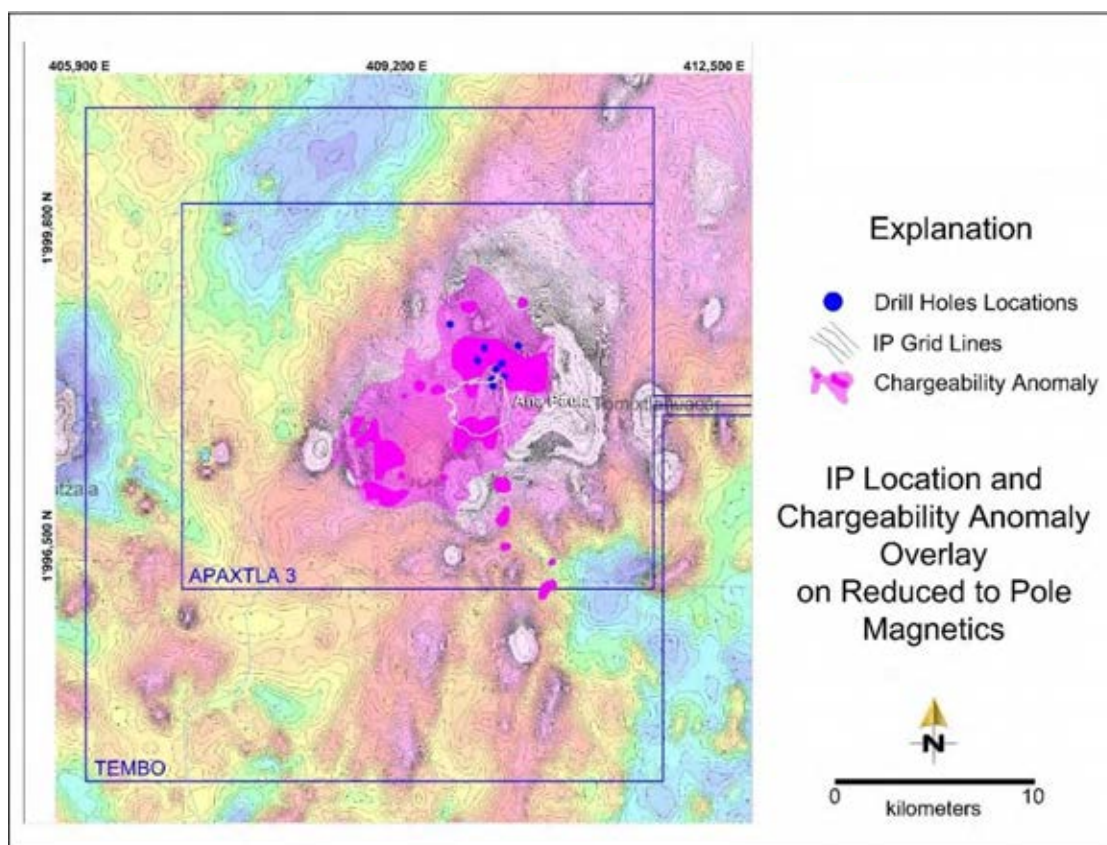 405,900 E
409,200 E
412,500 E
1'999,800 N
1'996,500 N
Ana Paula
APAXTLA 3
TEMBO
Explanation
Drill Holes Locations
IP Grid Lines
Chargeability Anomaly
IP Location and
Chargeability Anomaly
Overlay
on Reduced to Pole
Magnetics
N
0
10
kilometers